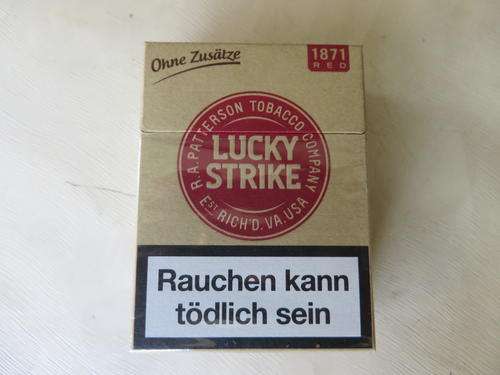 Ohne Zusätze
1871
RED
R.A. PATTERSON TOBACCO COMPANY
LUCKY
STRIKE
EST. RICH'D. VA. USA
Rauchen kann
tödlich sein